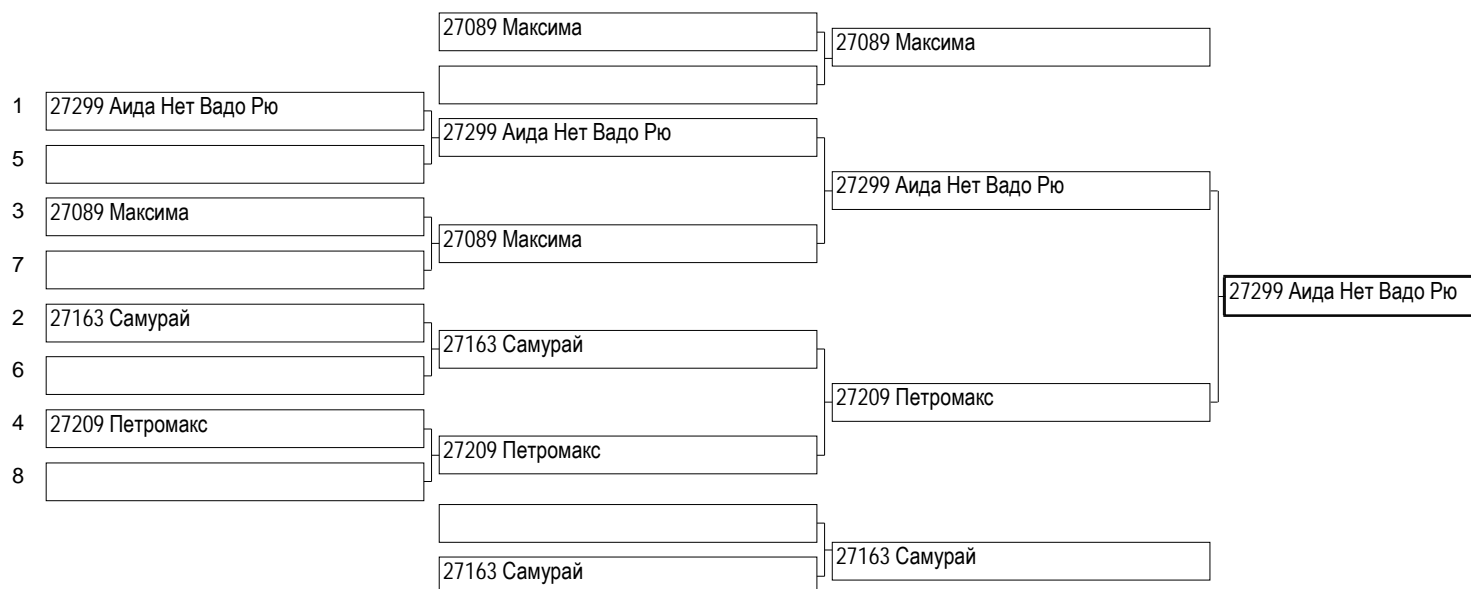 27089 Максима
27089 Максима
1 27299 Аида Нет Вадо Рю
27299 Аида Нет Вадо Рю
5
27299 Аида Нет Вадо Рю
3 27089 Максима
27089 Максима
7
27299 Аида Нет Вадо Рю
2 27163 Самурай
27163 Самурай
6
27209 Петромакс
4 27209 Петромакс
27209 Петромакс
8
27163 Самурай
27163 Самурай